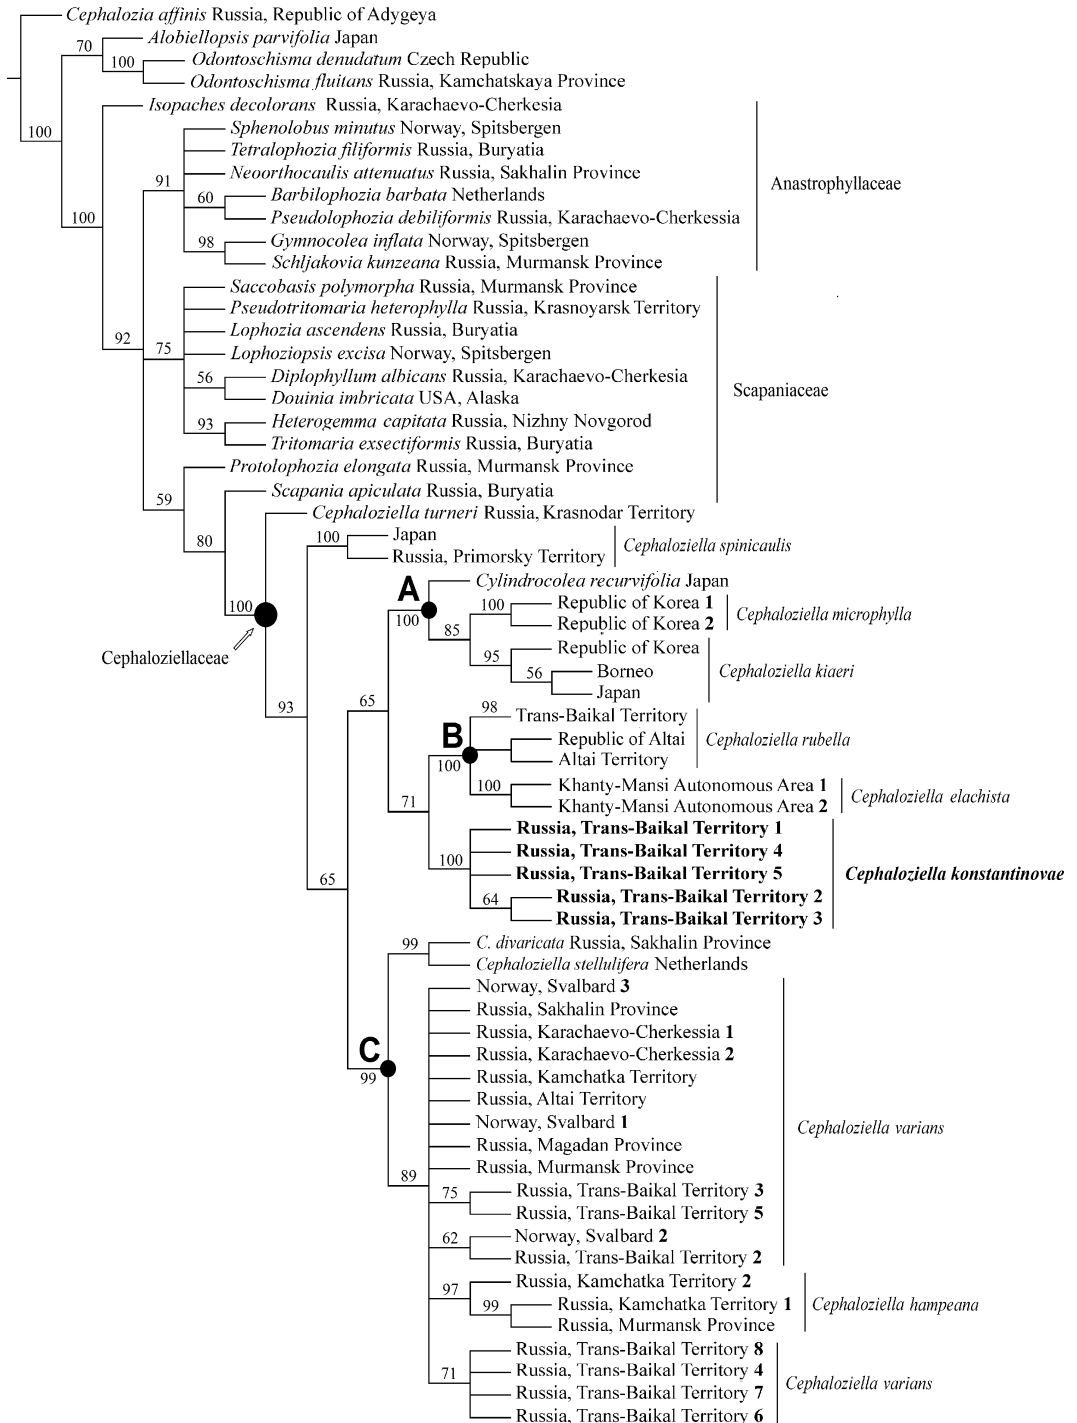 Cephalozia affinis Russia, Republic of Adygeya
70
Alobiellopsis parvifolia Japan
100
Odontoschisma denudatum Czech Republic
Odontoschisma fluitans Russia, Kamchatskaya Province
100
Isopaches decolorans Russia, Karachaevo-Cherkesia
Sphenolobus minutus Norway, Spitsbergen
Tetralophozia filiformis Russia, Buryatia
Neoorthocaulis attenuatus Russia, Sakhalin Province
91
Anastrophyllaceae
60
Barbilophozia barbata Netherlands
Pseudolophozia debiliformis Russia, Karachaevo-Cherkessia
100
98
Gymnocolea inflata Norway, Spitsbergen
Schljakovia kunzeana Russia, Murmansk Province
Saccobasis polymorpha Russia, Murmansk Province
Pseudotritomaria heterophylla Russia, Krasnoyarsk Territory
Lophozia ascendens Russia, Buryatia
92
75
Lophoziopsis excisa Norway, Spitsbergen
56
Diplophyllum albicans Russia, Karachaevo-Cherkesia
Scapaniaceae
Douinia imbricata USA, Alaska
93
Heterogemma capitata Russia, Nizhny Novgorod
Tritomaria exsectiformis Russia, Buryatia
Protolophozia elongata Russia, Murmansk Province
59
Scapania apiculata Russia, Buryatia
Cephaloziella turneri Russia, Krasnodar Territory
80
100
Japan
Russia, Primorsky Territory
Cephaloziella spinicaulis
A
Cylindrocolea recurvifolia Japan
100
100
100
Republic of Korea 1
Republic of Korea 2
Cephaloziella microphylla
85
Cephaloziellaceae
95
Republic of Korea
56
Borneo
Japan
Cephaloziella kiaeri
93
65
98
Trans-Baikal Territory
B
Republic of Altai
Altai Territory
Cephaloziella rubella
100
100
Khanty-Mansi Autonomous Area 1
Khanty-Mansi Autonomous Area 2
Cephaloziella elachista
71
Russia, Trans-Baikal Territory 1
Russia, Trans-Baikal Territory 4
100
Russia, Trans-Baikal Territory 5
Cephaloziella konstantinovae
65
64
Russia, Trans-Baikal Territory 2
Russia, Trans-Baikal Territory 3
99
C. divaricata Russia, Sakhalin Province
Cephaloziella stellulifera Netherlands
Norway, Svalbard 3
Russia, Sakhalin Province
Russia, Karachaevo-Cherkessia 1
Russia, Karachaevo-Cherkessia 2
C
99
Russia, Kamchatka Territory
Russia, Altai Territory
Norway, Svalbard 1
Cephaloziella varians
Russia, Magadan Province
Russia, Murmansk Province
89
75
Russia, Trans-Baikal Territory 3
Russia, Trans-Baikal Territory 5
62
Norway, Svalbard 2
Russia, Trans-Baikal Territory 2
97
Russia, Kamchatka Territory 2
99
Russia, Kamchatka Territory 1
Russia, Murmansk Province
Cephaloziella hampeana
71
Russia, Trans-Baikal Territory 8
Russia, Trans-Baikal Territory 4
Russia, Trans-Baikal Territory 7
Russia, Trans-Baikal Territory 6
Cephaloziella varians